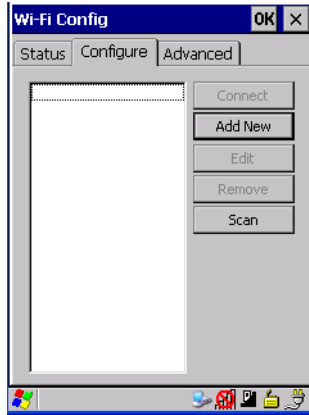 Wi-Fi Config OK ×
Status Configure Advanced
Connect
Add New
Edit
Remove
Scan